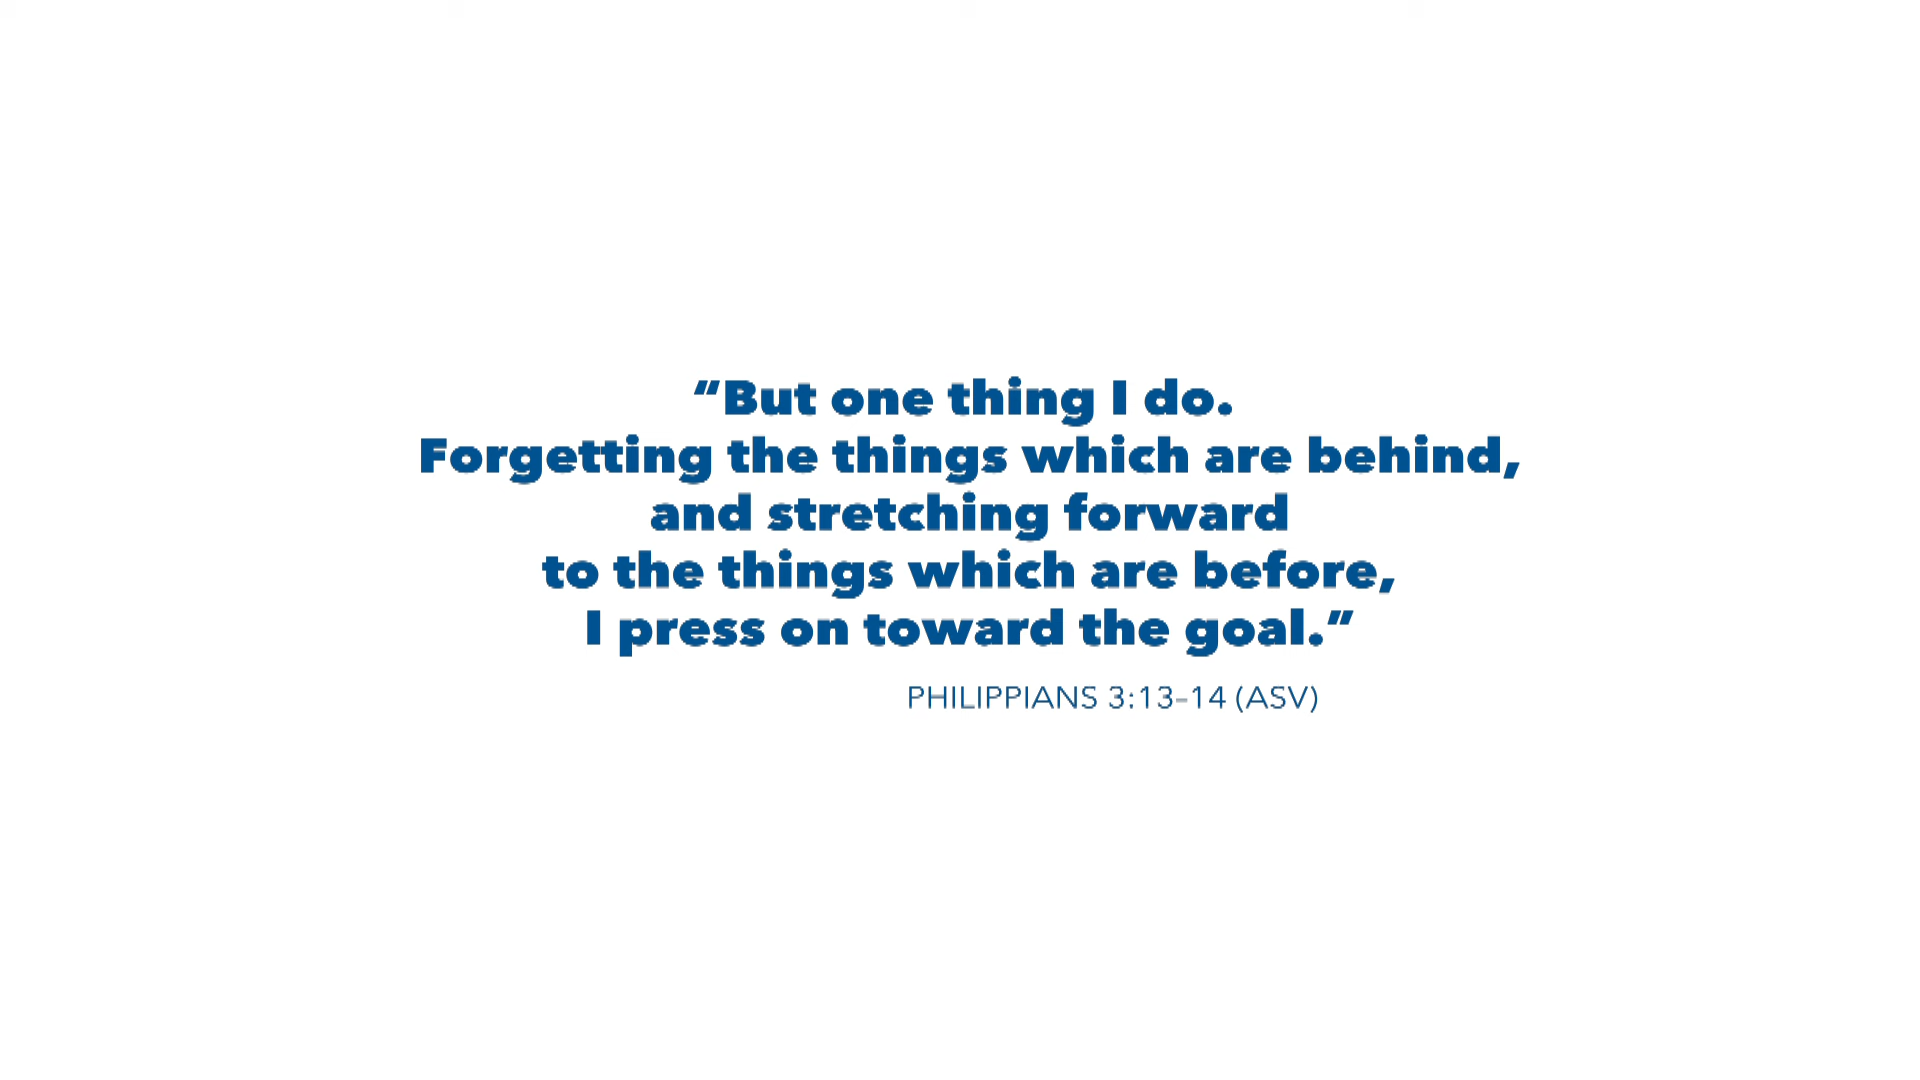 “But one thing I do.
Forgetting the things which are behind,
and stretching forward
to the things which are before,
I press on toward the goal.”
PHILIPPIANS 3:13–14 (ASV)